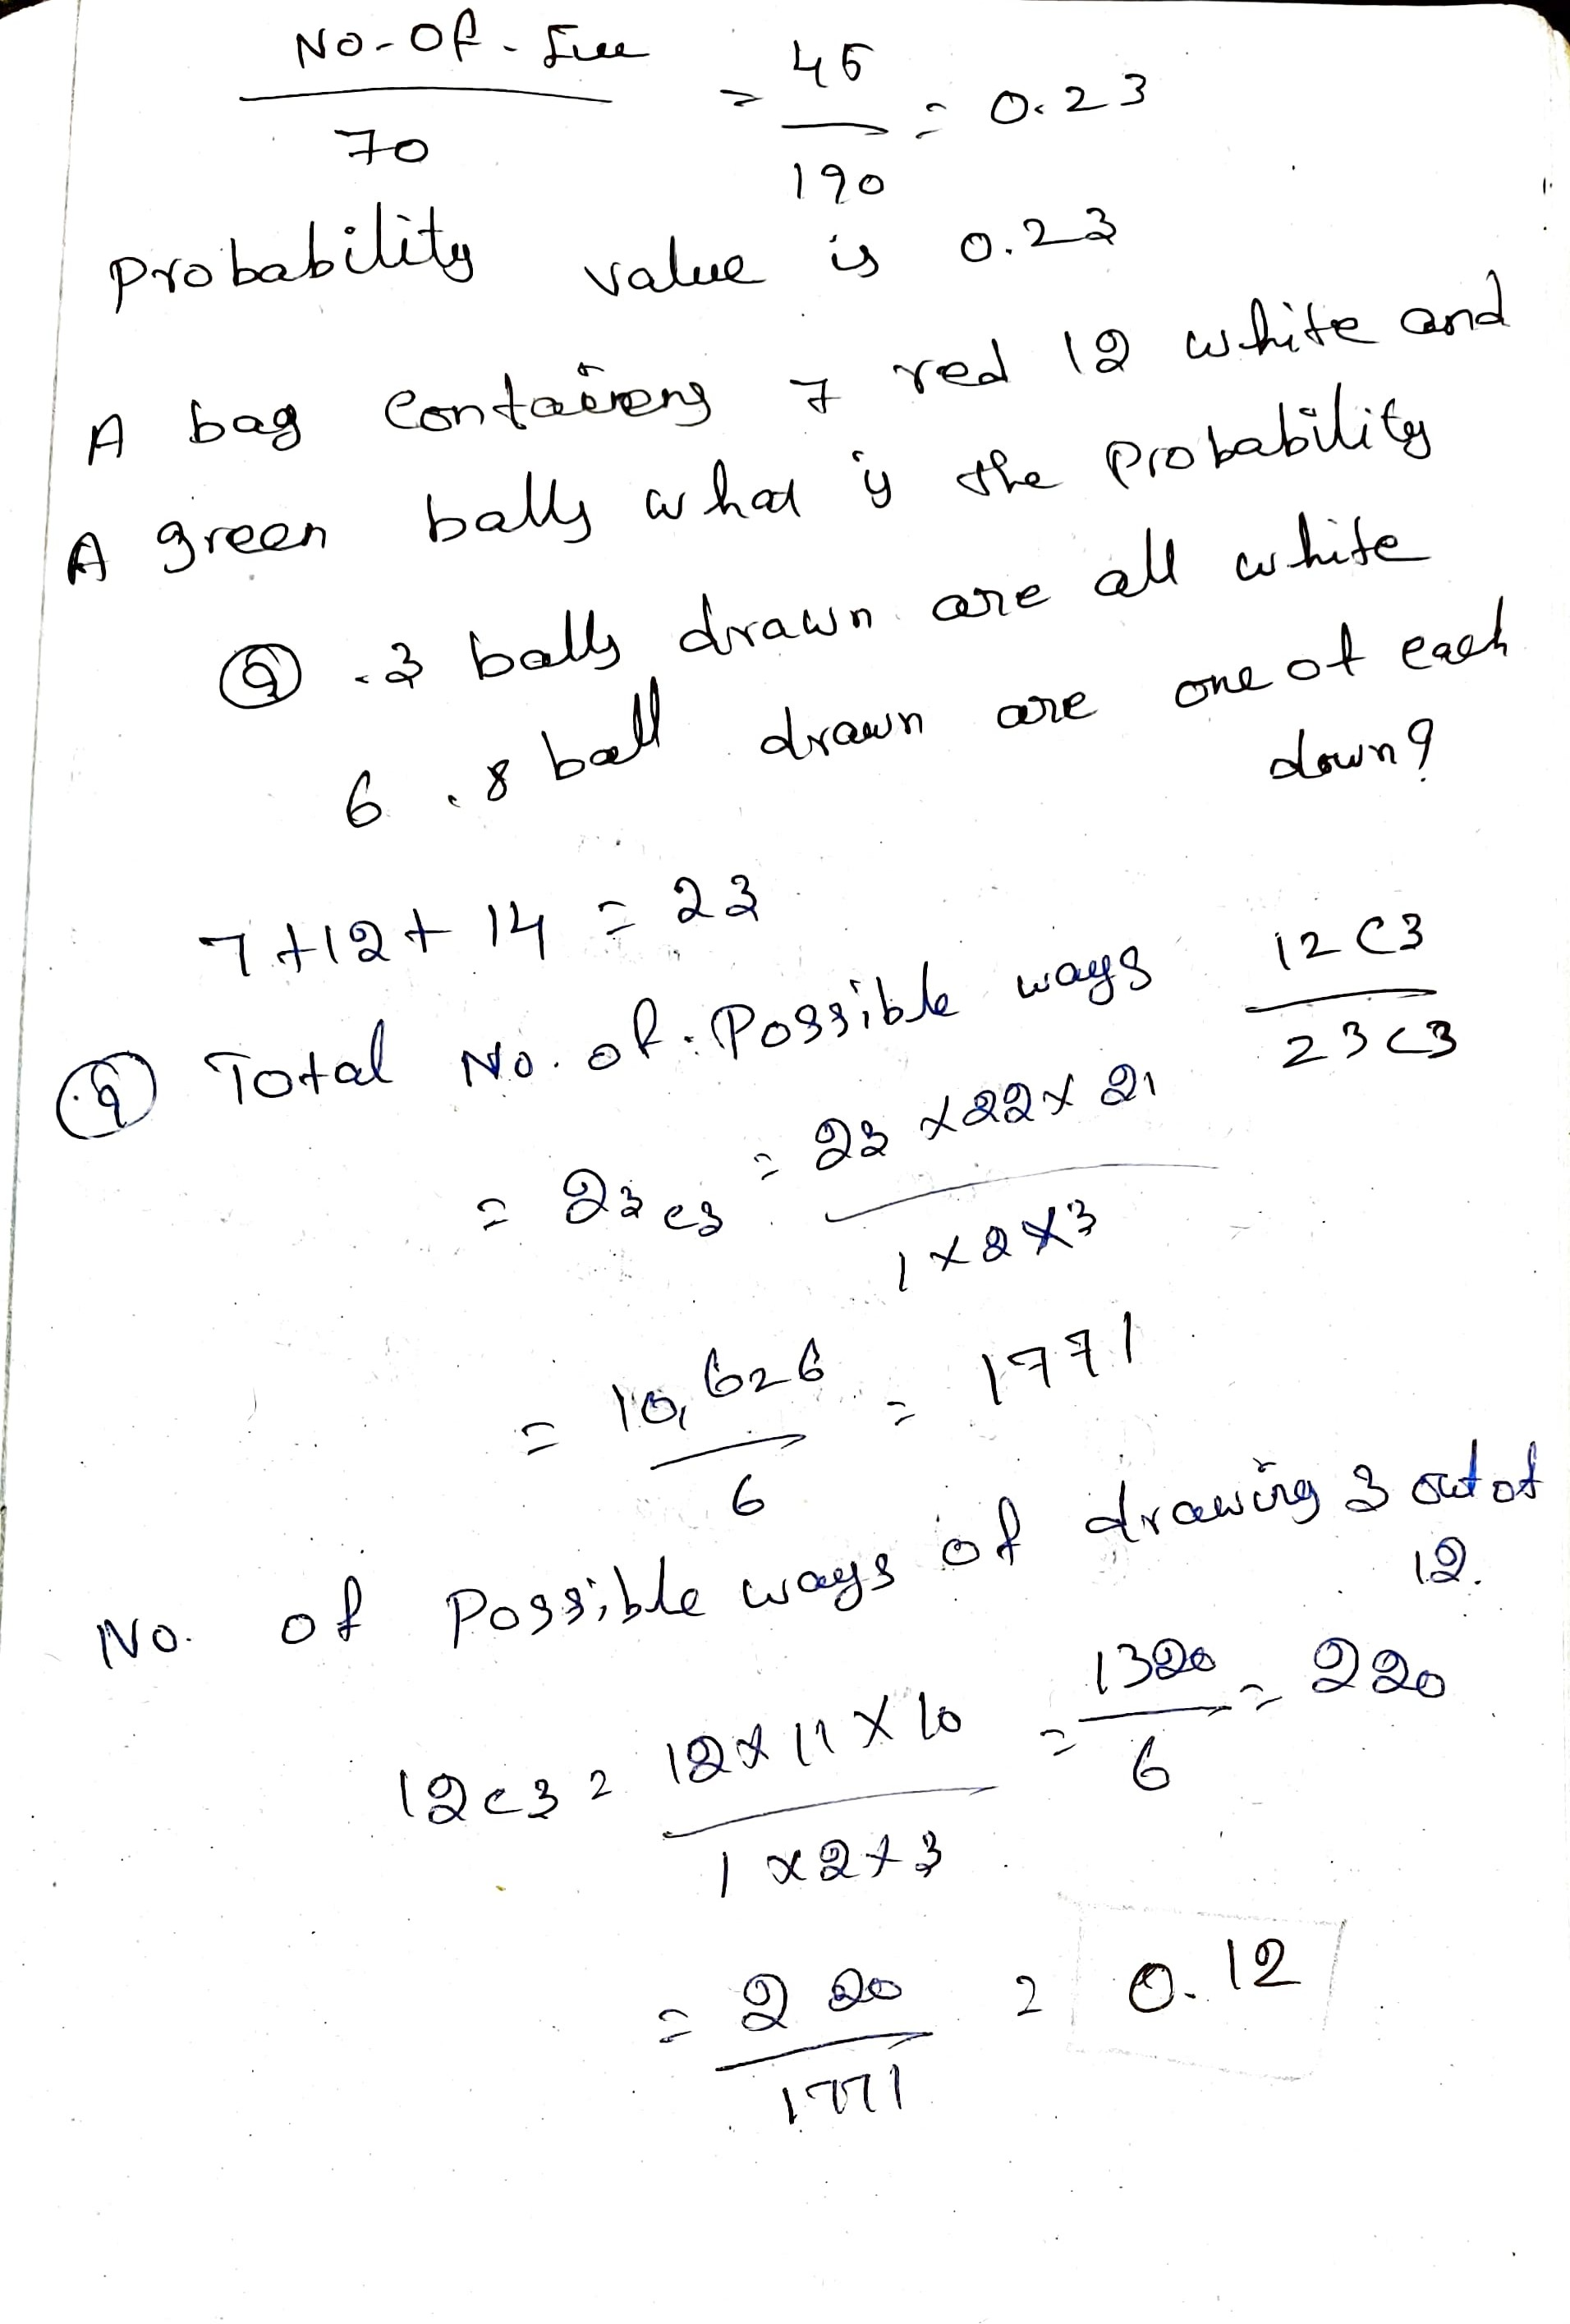 No. of. = 45 / 190 = 0.23
70
probability value is 0.23
A bag 7 red 12 white and
A green balls what is the probability
.3 balls drawn are all white
6 . 8 ball drawn are one of each
down?
7 + 12 + 14 = 23
Total No. of. Possible ways 12C3 / 23C3
= 23C3 = 23 x 22 x 21 / 1 x 2 x 3
= 10,626 / 6 = 1771
No. of Possible ways of drawing 3 out of
12.
12C3 = 12 x 11 x 10 / 1 x 2 x 3 = 1320 / 6 = 220
= 220 / 1771 = 0.12